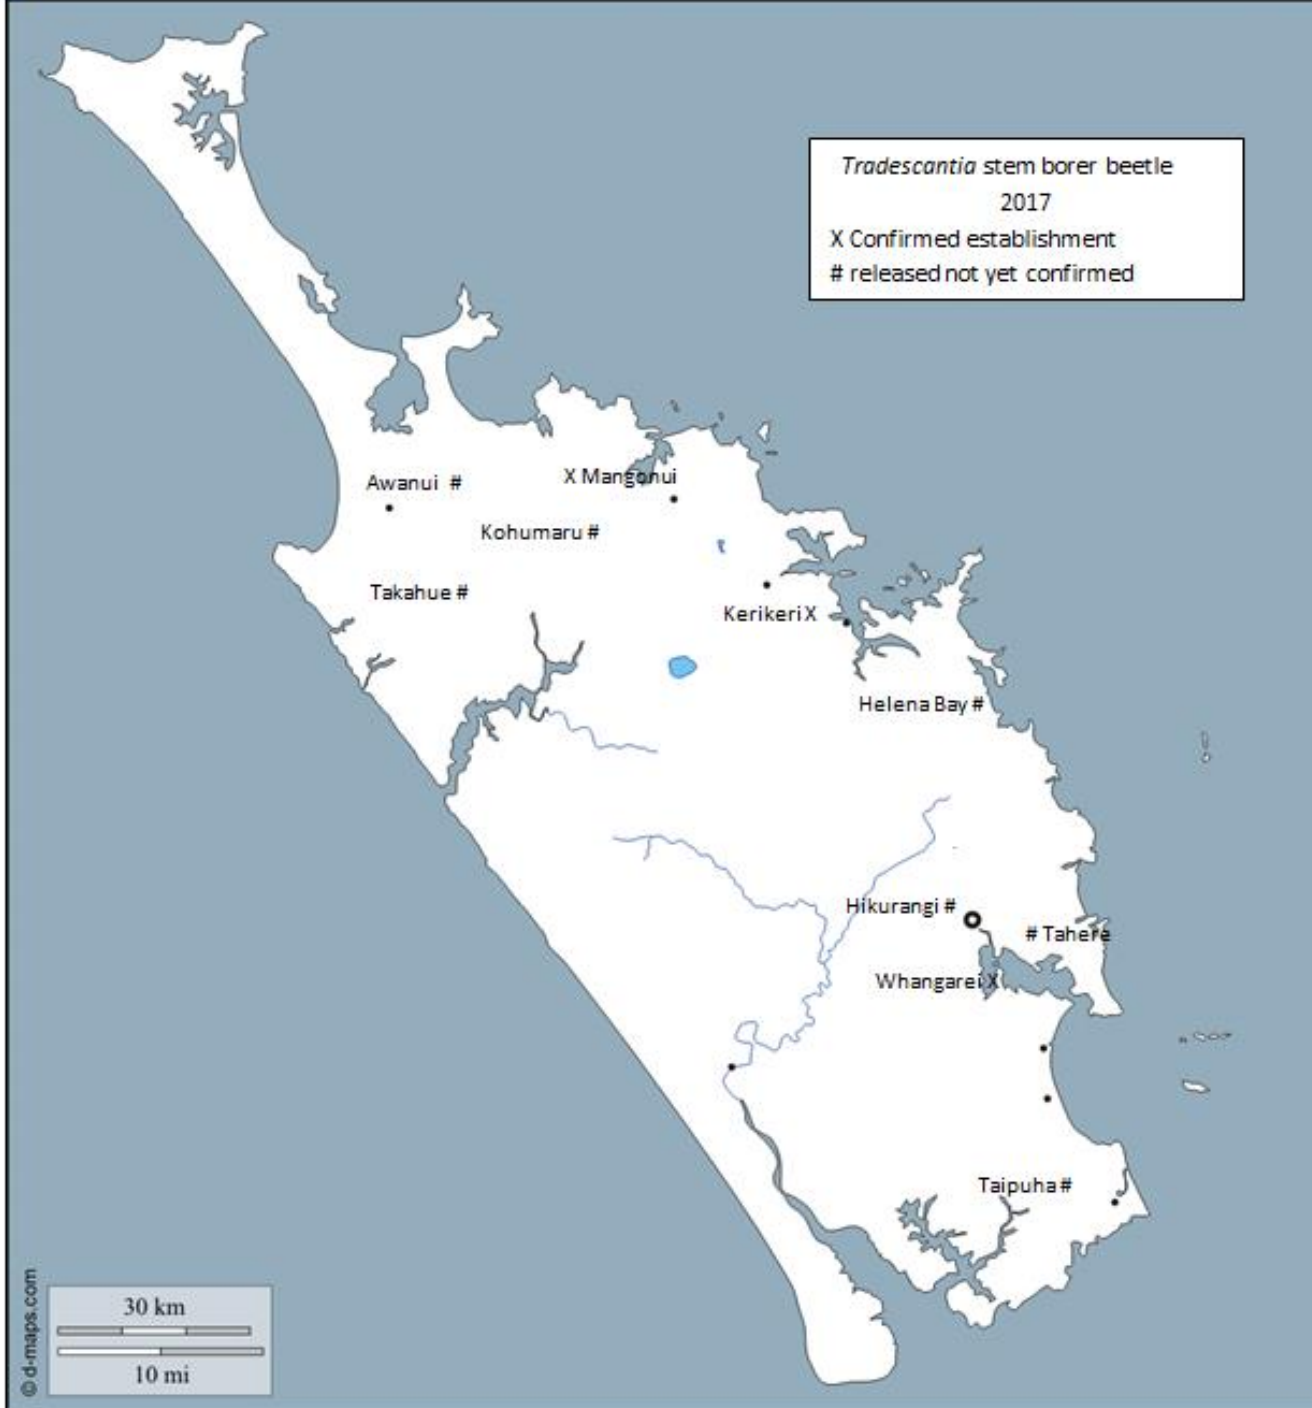 Tradescantia stem borer beetle
2017
X Confirmed establishment
# released not yet confirmed
Awanui #
X Mangonui
Kohumaru #
Takahue #
Kerikeri X
Helena Bay #
Hikurangi #
# Tahere
Whangarei X
Taipuha #
30 km
10 mi
© d-maps.com